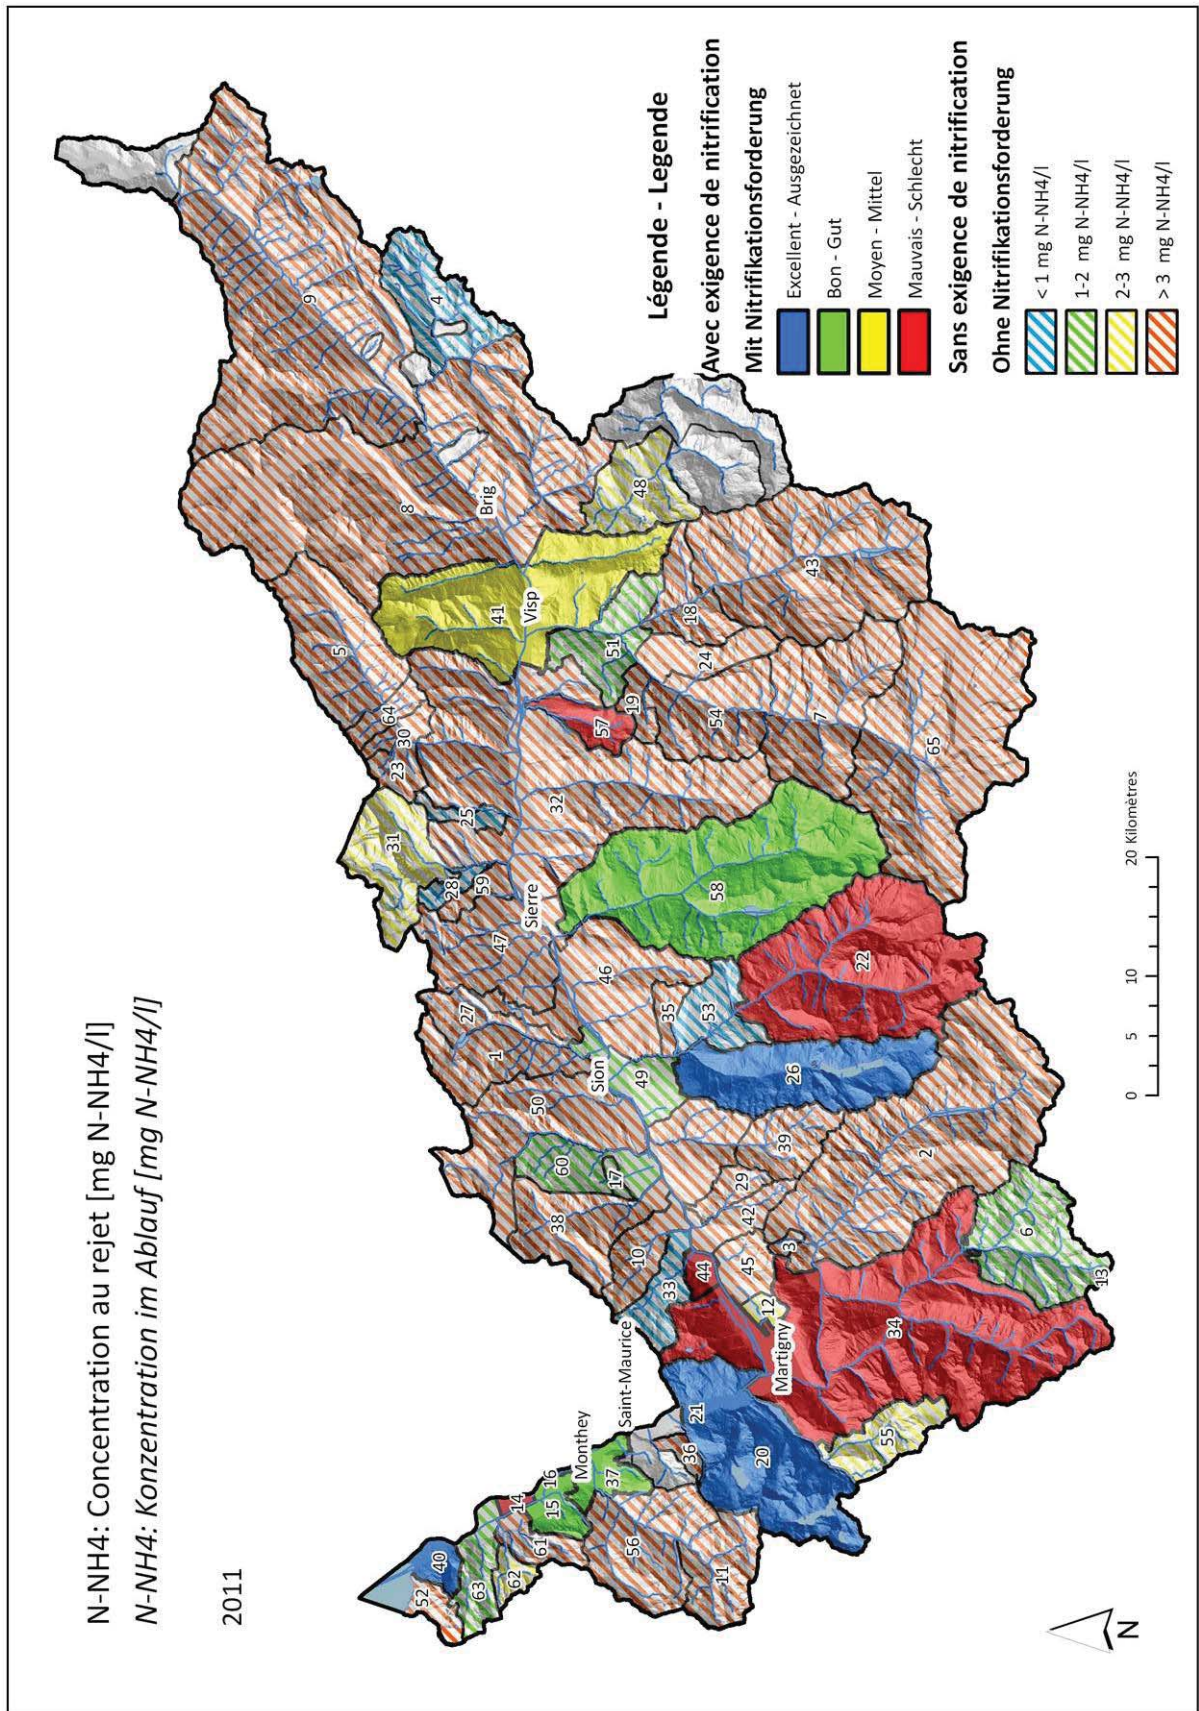 N-NH4: Concentration au rejet [mg N-NH4/l]
N-NH4: Konzentration im Ablauf [mg N-NH4/l]
2011
Légende - Legende
Avec exigence de nitrification
Mit Nitrifikationsforderung
Excellent - Ausgezeichnet
Bon - Gut
Moyen - Mittel
Mauvais - Schlecht
Sans exigence de nitrification
Ohne Nitrifikationsforderung
< 1 mg N-NH4/l
1-2 mg N-NH4/l
2-3 mg N-NH4/l
> 3 mg N-NH4/l
52
40
63
62
61
14
15
16
Monthey
37
56
11
36
Saint-Maurice
21
20
55
Martigny
34
33
44
12
45
3
10
38
42
29
60
17
39
2
6
13
50
Sion
49
26
1
27
35
53
46
22
47
Sierre
58
28
59
31
25
32
23
30
64
5
57
19
54
7
65
51
24
18
43
41
Visp
48
8
Brig
9
4
0
5
10
20 Kilomètres
N